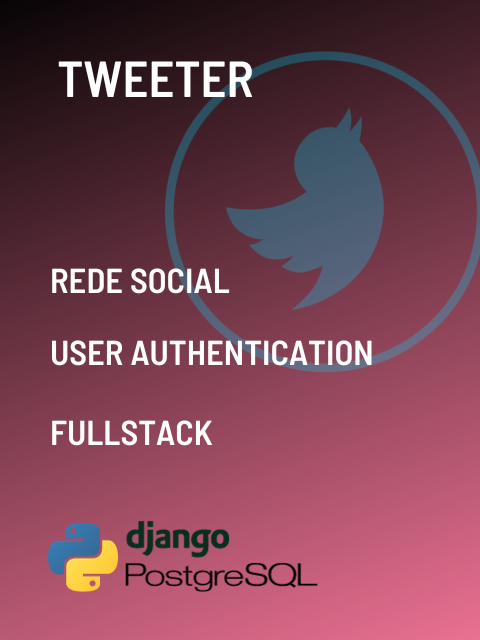 TWEETER
REDE SOCIAL
USER AUTHENTICATION
FULLSTACK
django
PostgreSQL